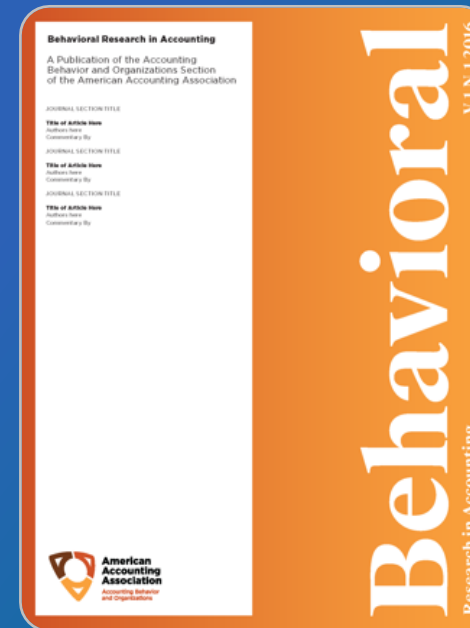 Behavioral Research in Accounting
A Publication of the Accounting
Behavior and Organizations Section
of the American Accounting Association
JOURNAL SECTION TITLE
Title of Article Here
Authors here
Commentary By
JOURNAL SECTION TITLE
Title of Article Here
Authors here
Commentary By
JOURNAL SECTION TITLE
Title of Article Here
Authors here
Commentary By
American
Accounting
Association
Accounting Behavior
and Organizations
Behavioral
Research in Accounting
V.1 N.1 2016